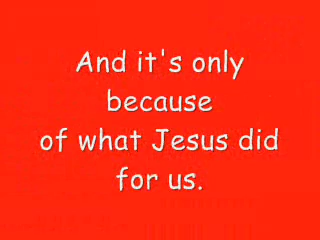 And it's only
because
of what Jesus did
for us.